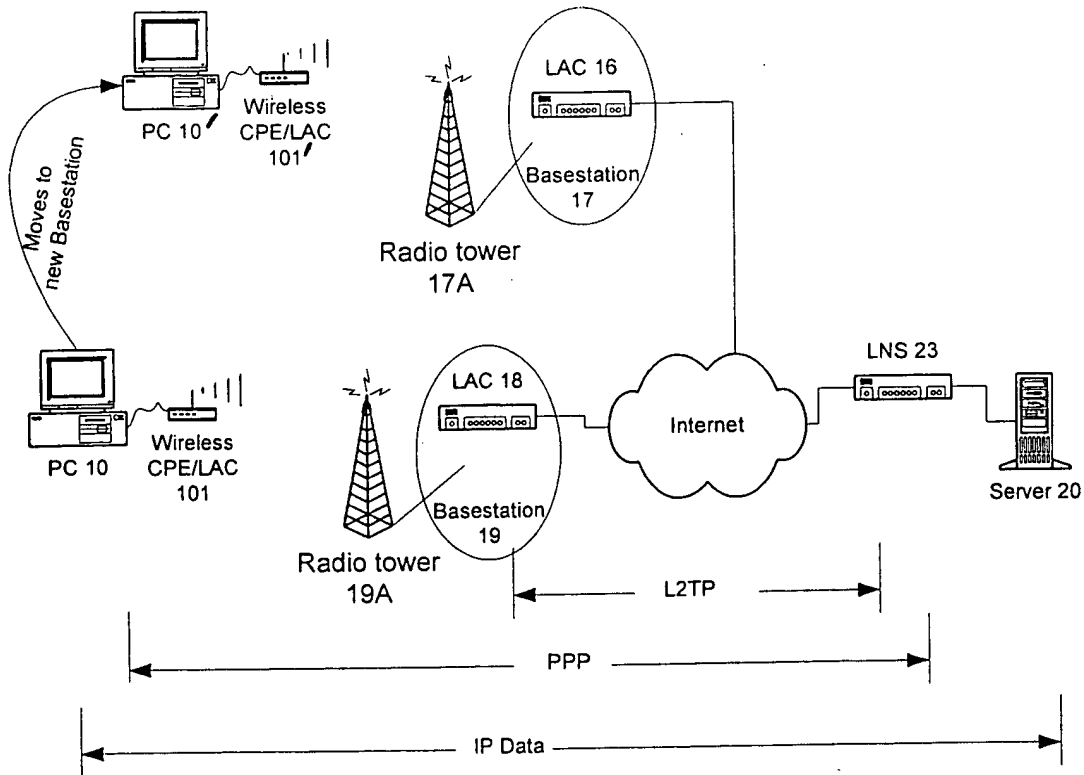 PC 10'
Wireless
CPE/LAC
101'
LAC 16
Basestation
17
Radio tower
17A
Moves to
new Basestation
PC 10
Wireless
CPE/LAC
101
LAC 18
Basestation
19
Radio tower
19A
Internet
LNS 23
Server 20
L2TP
PPP
IP Data